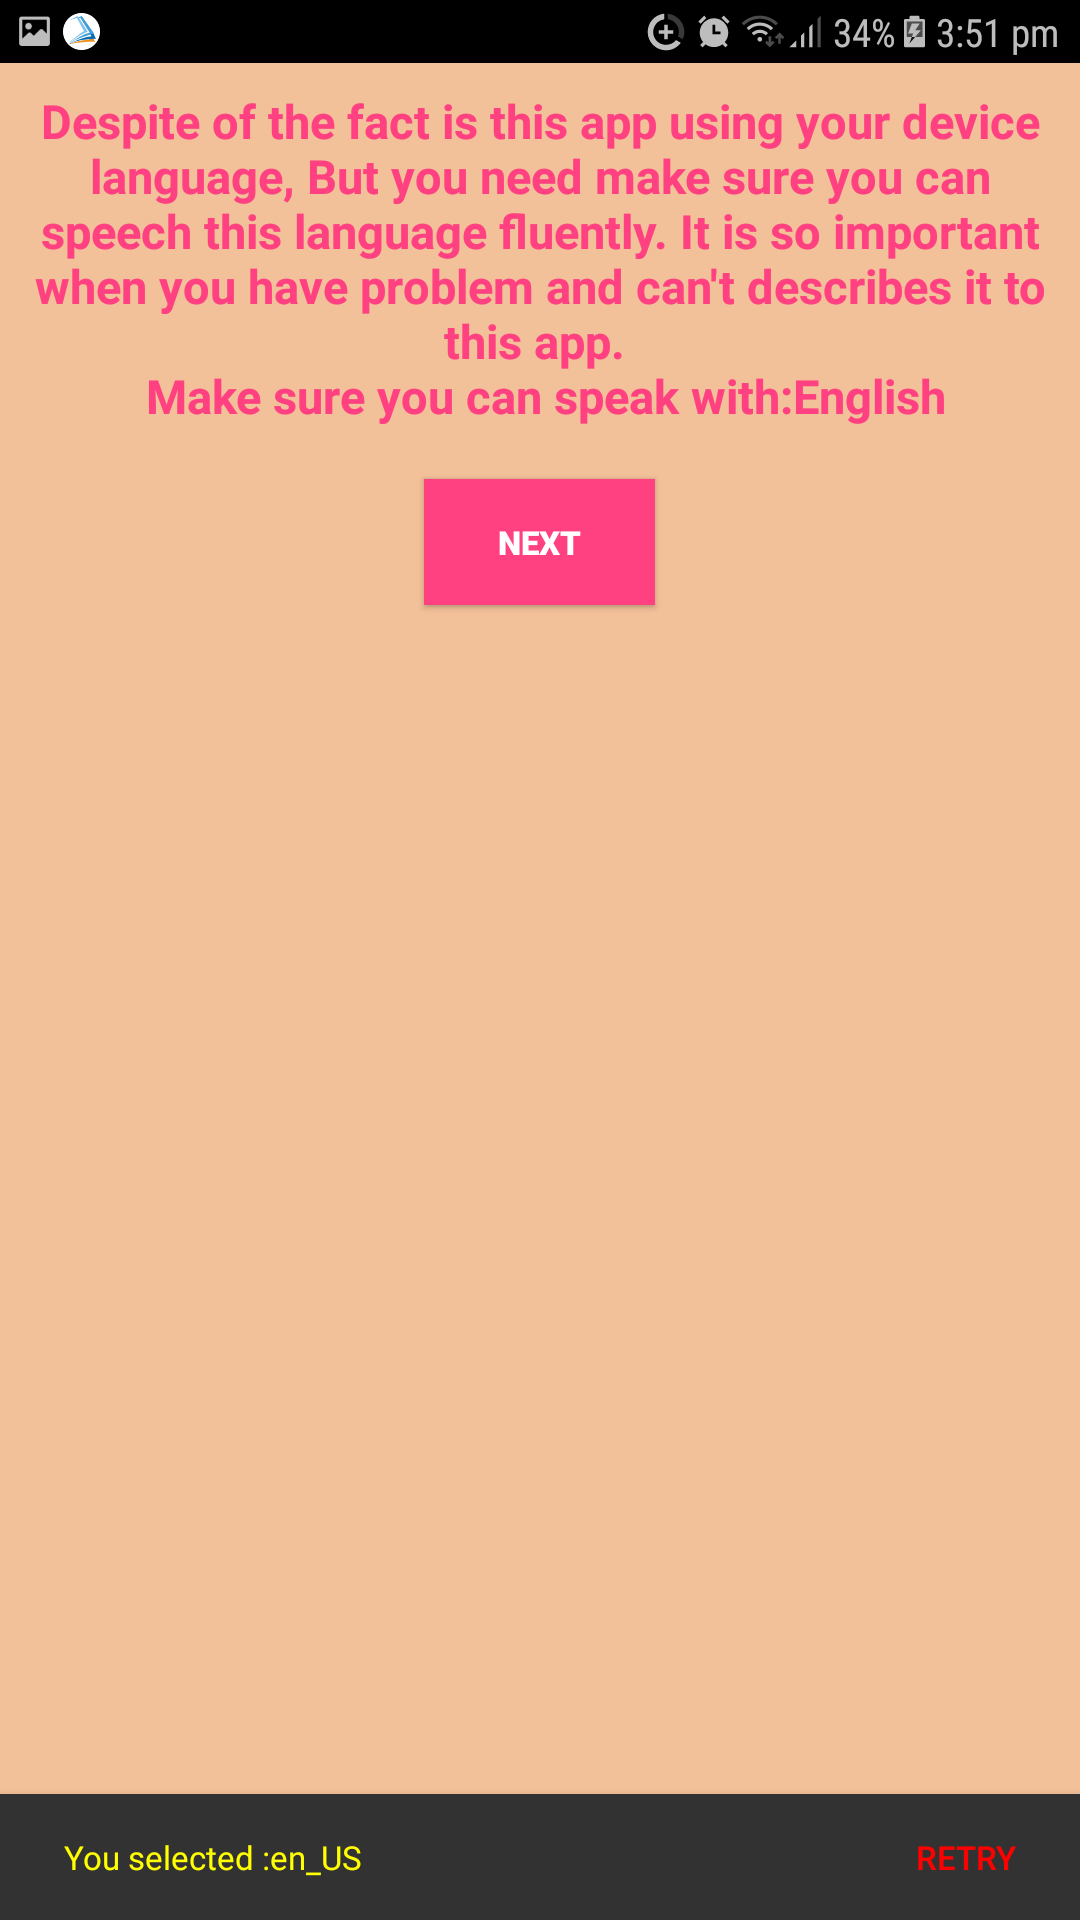 34% 3:51 pm
Despite of the fact is this app using your device
language, But you need make sure you can
speech this language fluently. It is so important
when you have problem and can't describes it to
this app.
Make sure you can speak with:English
NEXT
You selected :en_US
RETRY